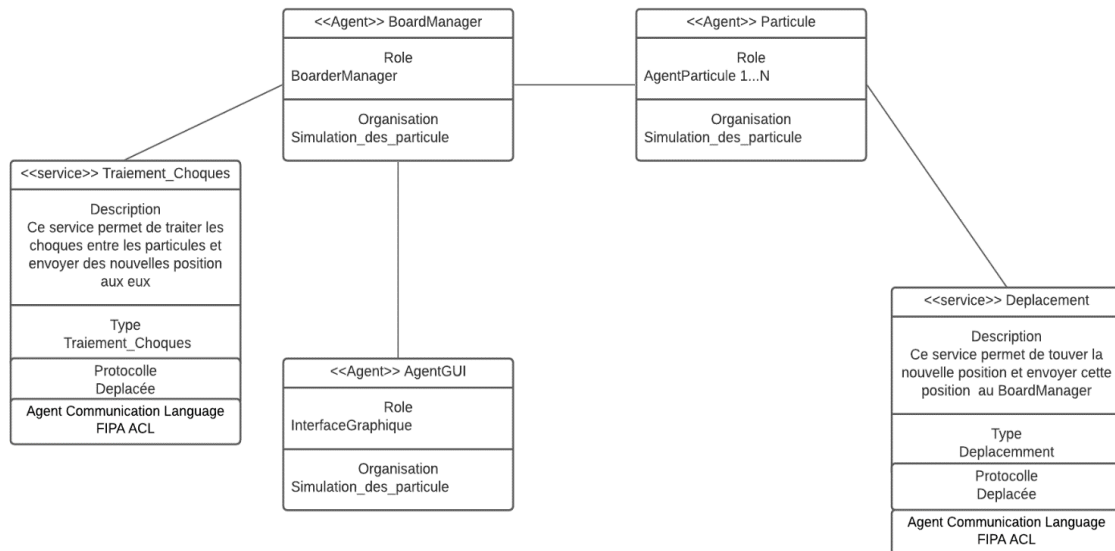 <<Agent>> BoardManager
Role
BoarderManager
Organisation
Simulation_des_particule
<<Agent>> Particule
Role
AgentParticule 1...N
Organisation
Simulation_des_particule
<<service>> Traiement_Choques
Description
Ce service permet de traiter les
choques entre les particules et
envoyer des nouvelles position
aux eux
Type
Traiement_Choques
Protocolle
Deplacée
Agent Communication Language
FIPA ACL
<<Agent>> AgentGUI
Role
InterfaceGraphique
Organisation
Simulation_des_particule
<<service>> Deplacement
Description
Ce service permet de touver la
nouvelle position et envoyer cette
position au BoardManager
Type
Deplacemment
Protocolle
Deplacée
Agent Communication Language
FIPA ACL